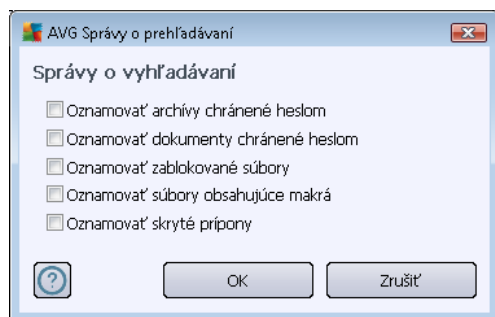 AVG Správy o prehľadávaní
Správy o vyhľadávaní
Oznamovať archívy chránené heslom
Oznamovať dokumenty chránené heslom
Oznamovať zablokované súbory
Oznamovať súbory obsahujúce makrá
Oznamovať skryté prípony
?
OK
Zrušiť